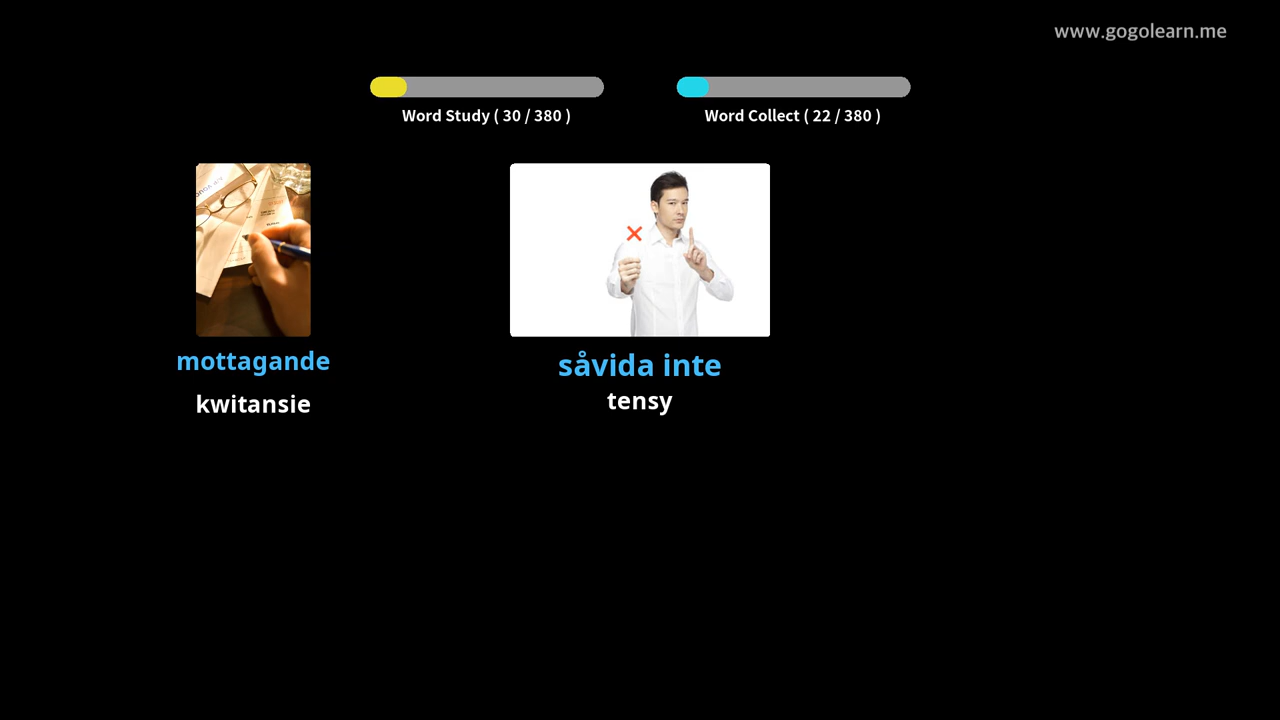 www.gogolearn.me
Word Study ( 30 / 380 )
Word Collect ( 22 / 380 )
mottagande
kwitansie
såvida inte
tensy